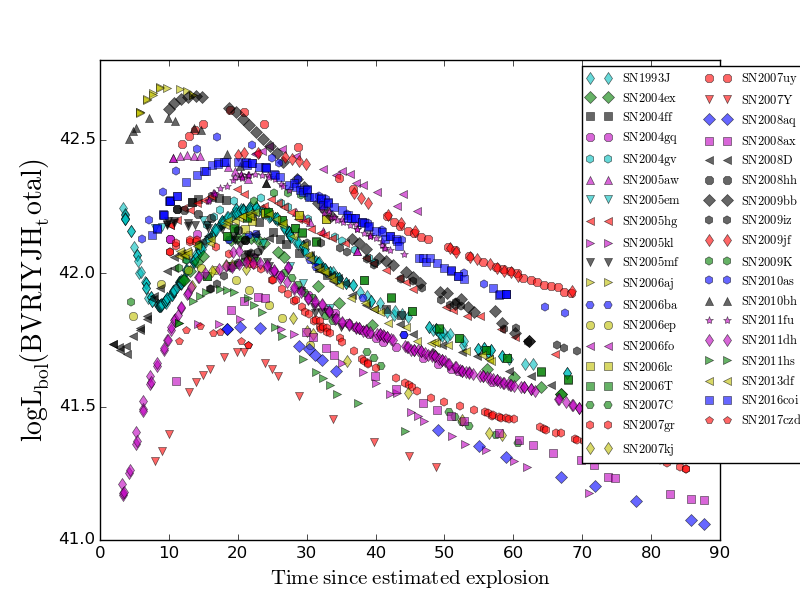 42.5
42.0
41.5
41.0
logL_bol(BVRIYJH_total)
0 10 20 30 40 50 60 70 80 90
Time since estimated explosion
SN1993J
SN2004ex
SN2004ff
SN2004gq
SN2004gv
SN2005aw
SN2005em
SN2005hg
SN2005kl
SN2005mf
SN2006aj
SN2006ba
SN2006ep
SN2006fo
SN2006lc
SN2006T
SN2007C
SN2007gr
SN2007kj
SN2007uy
SN2007Y
SN2008aq
SN2008ax
SN2008D
SN2008hh
SN2009bb
SN2009iz
SN2009jf
SN2009K
SN2010as
SN2010bh
SN2011fu
SN2011dh
SN2011hs
SN2013df
SN2016coi
SN2017czd